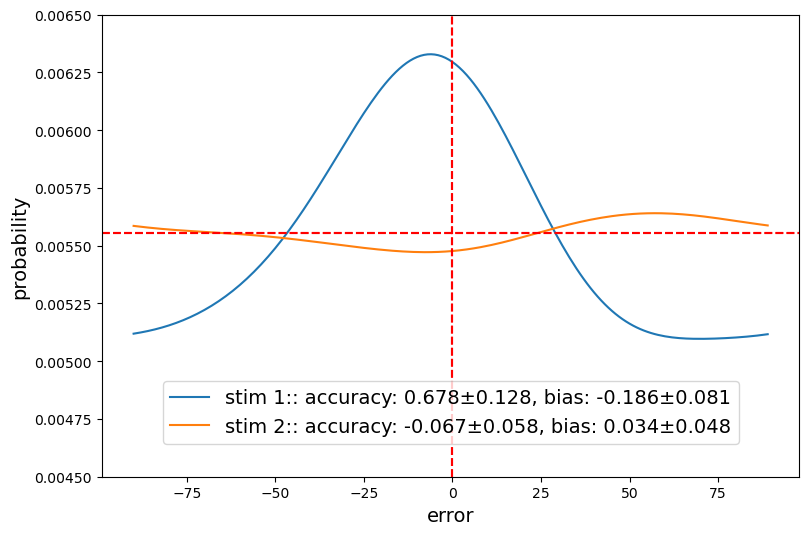 probability
0.00650
0.00625
0.00600
0.00575
0.00550
0.00525
0.00500
0.00475
0.00450
stim 1:: accuracy: 0.678±0.128, bias: -0.186±0.081
stim 2:: accuracy: -0.067±0.058, bias: 0.034±0.048
−75 −50 −25 0 25 50 75
error